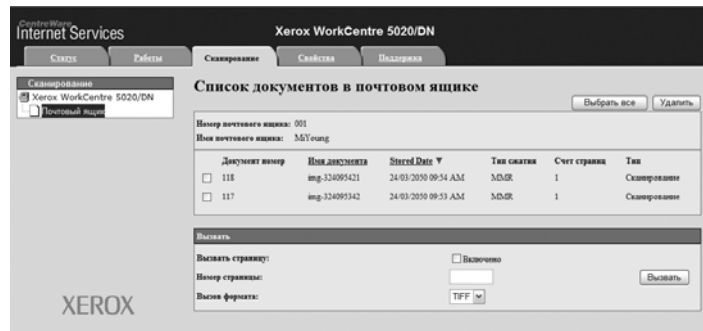 CentreWare
Internet Services
Xerox WorkCentre 5020/DN
Статус
Работы
Сканирование
Свойства
Поддержка
Сканирование
Xerox WorkCentre 5020/DN
Почтовый ящик
Список документов в почтовом ящике
Выбрать все
Удалить
Номер почтового ящика: 001
Имя почтового ящика: MiYoung
Документ номер Имя документа Stored Date ▼ Тип сжатия Счет страниц Тип
118 img-324095421 24/03/2050 09:54 AM MMR 1 Сканирование
117 img-324095342 24/03/2050 09:53 AM MMR 1 Сканирование
Вызвать
Вызвать страницу: Включено
Номер страницы:
Вызвать
Вызов формата: TIFF
XEROX